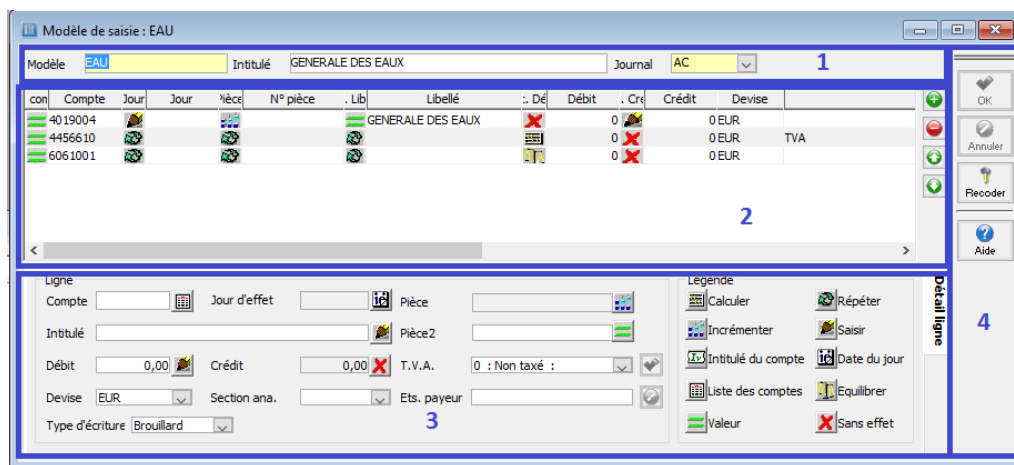 Modèle de saisie : EAU
Modèle EAU Intitulé GENERALE DES EAUX Journal AC 1
con Compte Jour Jour Pièce N° pièce . Lib Libellé :. Dé Débit . Cré Crédit Devise
4019004 GENERALE DES EAUX 0 0 EUR
4456610 0 0 EUR TVA
6061001 0 0 EUR
2
OK
Annuler
Recoder
Aide
4
Ligne
Compte Jour d'effet Pièce
Intitulé Pièce2
Débit 0,00 Crédit 0,00 T.V.A. 0 : Non taxé :
Devise EUR Section ana. Ets. payeur
Type d'écriture Brouillard 3
Légende
Calculer Répéter
Incrémenter Saisir
Intitulé du compte Date du jour
Liste des comptes Equilibrer
Valeur Sans effet
Détail ligne